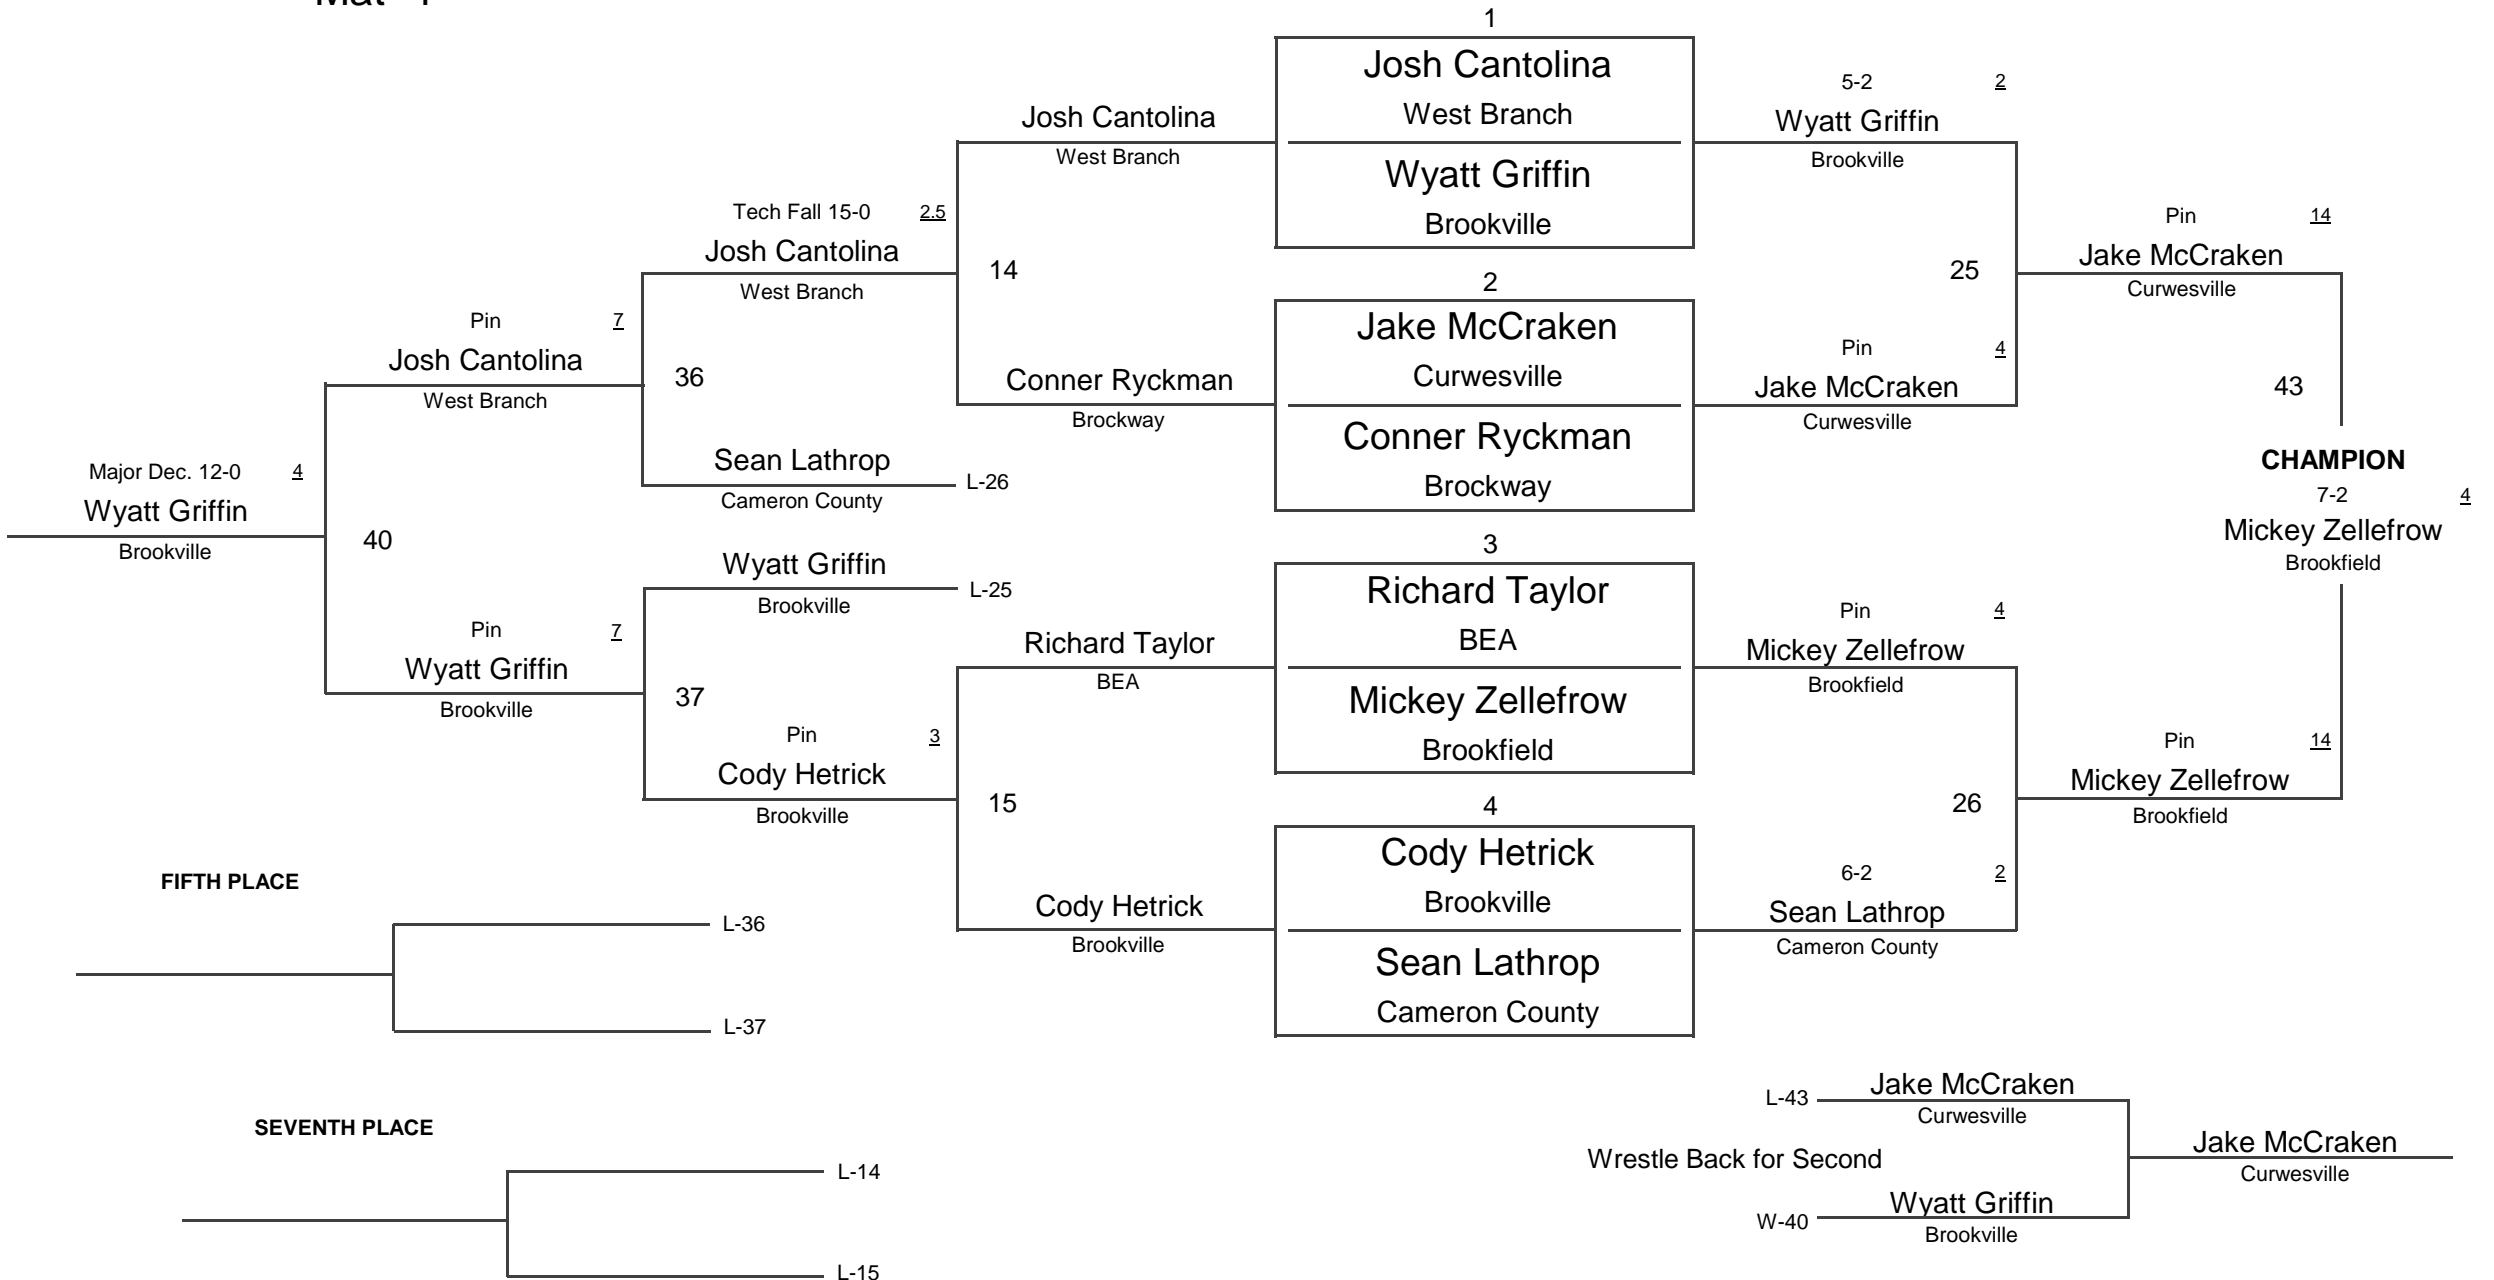 1
Josh Cantolina
West Branch
Wyatt Griffin
Brookville
2
Jake McCraken
Curwesville
Conner Ryckman
Brockway
3
Richard Taylor
BEA
Mickey Zellefrow
Brookfield
4
Cody Hetrick
Brookville
Sean Lathrop
Cameron County
5-2 2
Wyatt Griffin
Brookville
25
Pin 4
Jake McCraken
Curwesville
Pin 4
Mickey Zellefrow
Brookfield
26
6-2 2
Sean Lathrop
Cameron County
Pin 14
Jake McCraken
Curwesville
43
Pin 14
Mickey Zellefrow
Brookfield
CHAMPION
7-2 4
Mickey Zellefrow
Brookfield
Josh Cantolina
West Branch
14
Conner Ryckman
Brockway
Richard Taylor
BEA
15
Cody Hetrick
Brookville
Tech Fall 15-0 2.5
Josh Cantolina
West Branch
36
Sean Lathrop
L-26
Cameron County
Wyatt Griffin
L-25
Brookville
37
Pin 3
Cody Hetrick
Brookville
Pin 7
Josh Cantolina
West Branch
40
Pin 7
Wyatt Griffin
Brookville
Major Dec. 12-0 4
Wyatt Griffin
Brookville
FIFTH PLACE
L-36
L-37
SEVENTH PLACE
L-14
L-15
L-43
Jake McCraken
Curwesville
Wrestle Back for Second
W-40
Wyatt Griffin
Brookville
Jake McCraken
Curwesville